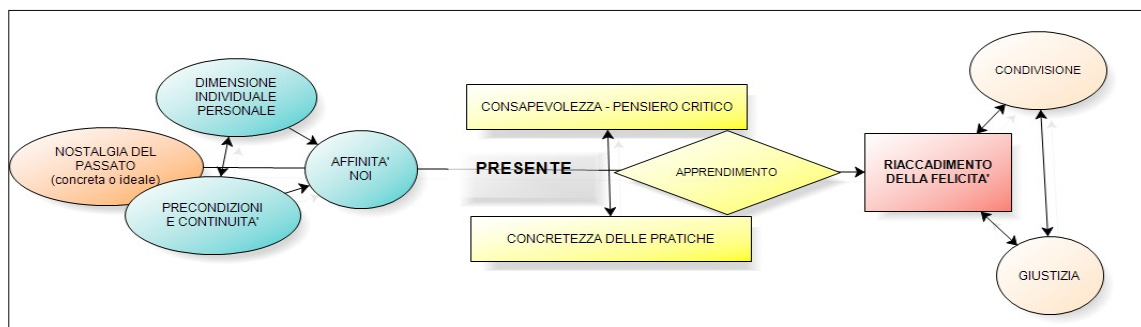 DIMENSIONE
INDIVIDUALE
PERSONALE
NOSTALGIA DEL
PASSATO
(concreta o ideale)
PRECONDIZIONI
E CONTINUITA'
AFFINITA'
NOI
PRESENTE
CONSAPEVOLEZZA - PENSIERO CRITICO
APPRENDIMENTO
CONCRETEZZA DELLE PRATICHE
RIACCADIMENTO
DELLA FELICITA'
CONDIVISIONE
GIUSTIZIA